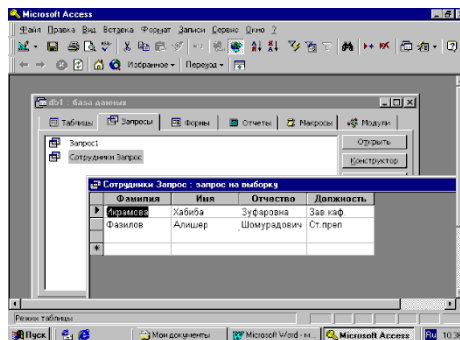 Microsoft Access
Файл Правка Вид Вставка Формат Записи Сервис Окно ?
Избранное Переход
db1 : база данных
Таблицы Запросы Формы Отчеты Макросы Модули
Запрос1
Сотрудники Запрос
Открыть
Конструктор
Сотрудники Запрос : запрос на выборку
Фамилия Имя Отчество Должность
Икрамова Хабиба Зуфаровна Зав.каф.
Фазилов Алишер Шомурадович Ст.преп
Режим таблицы
Пуск Мои документы Microsoft Word - Microsoft Access Ru